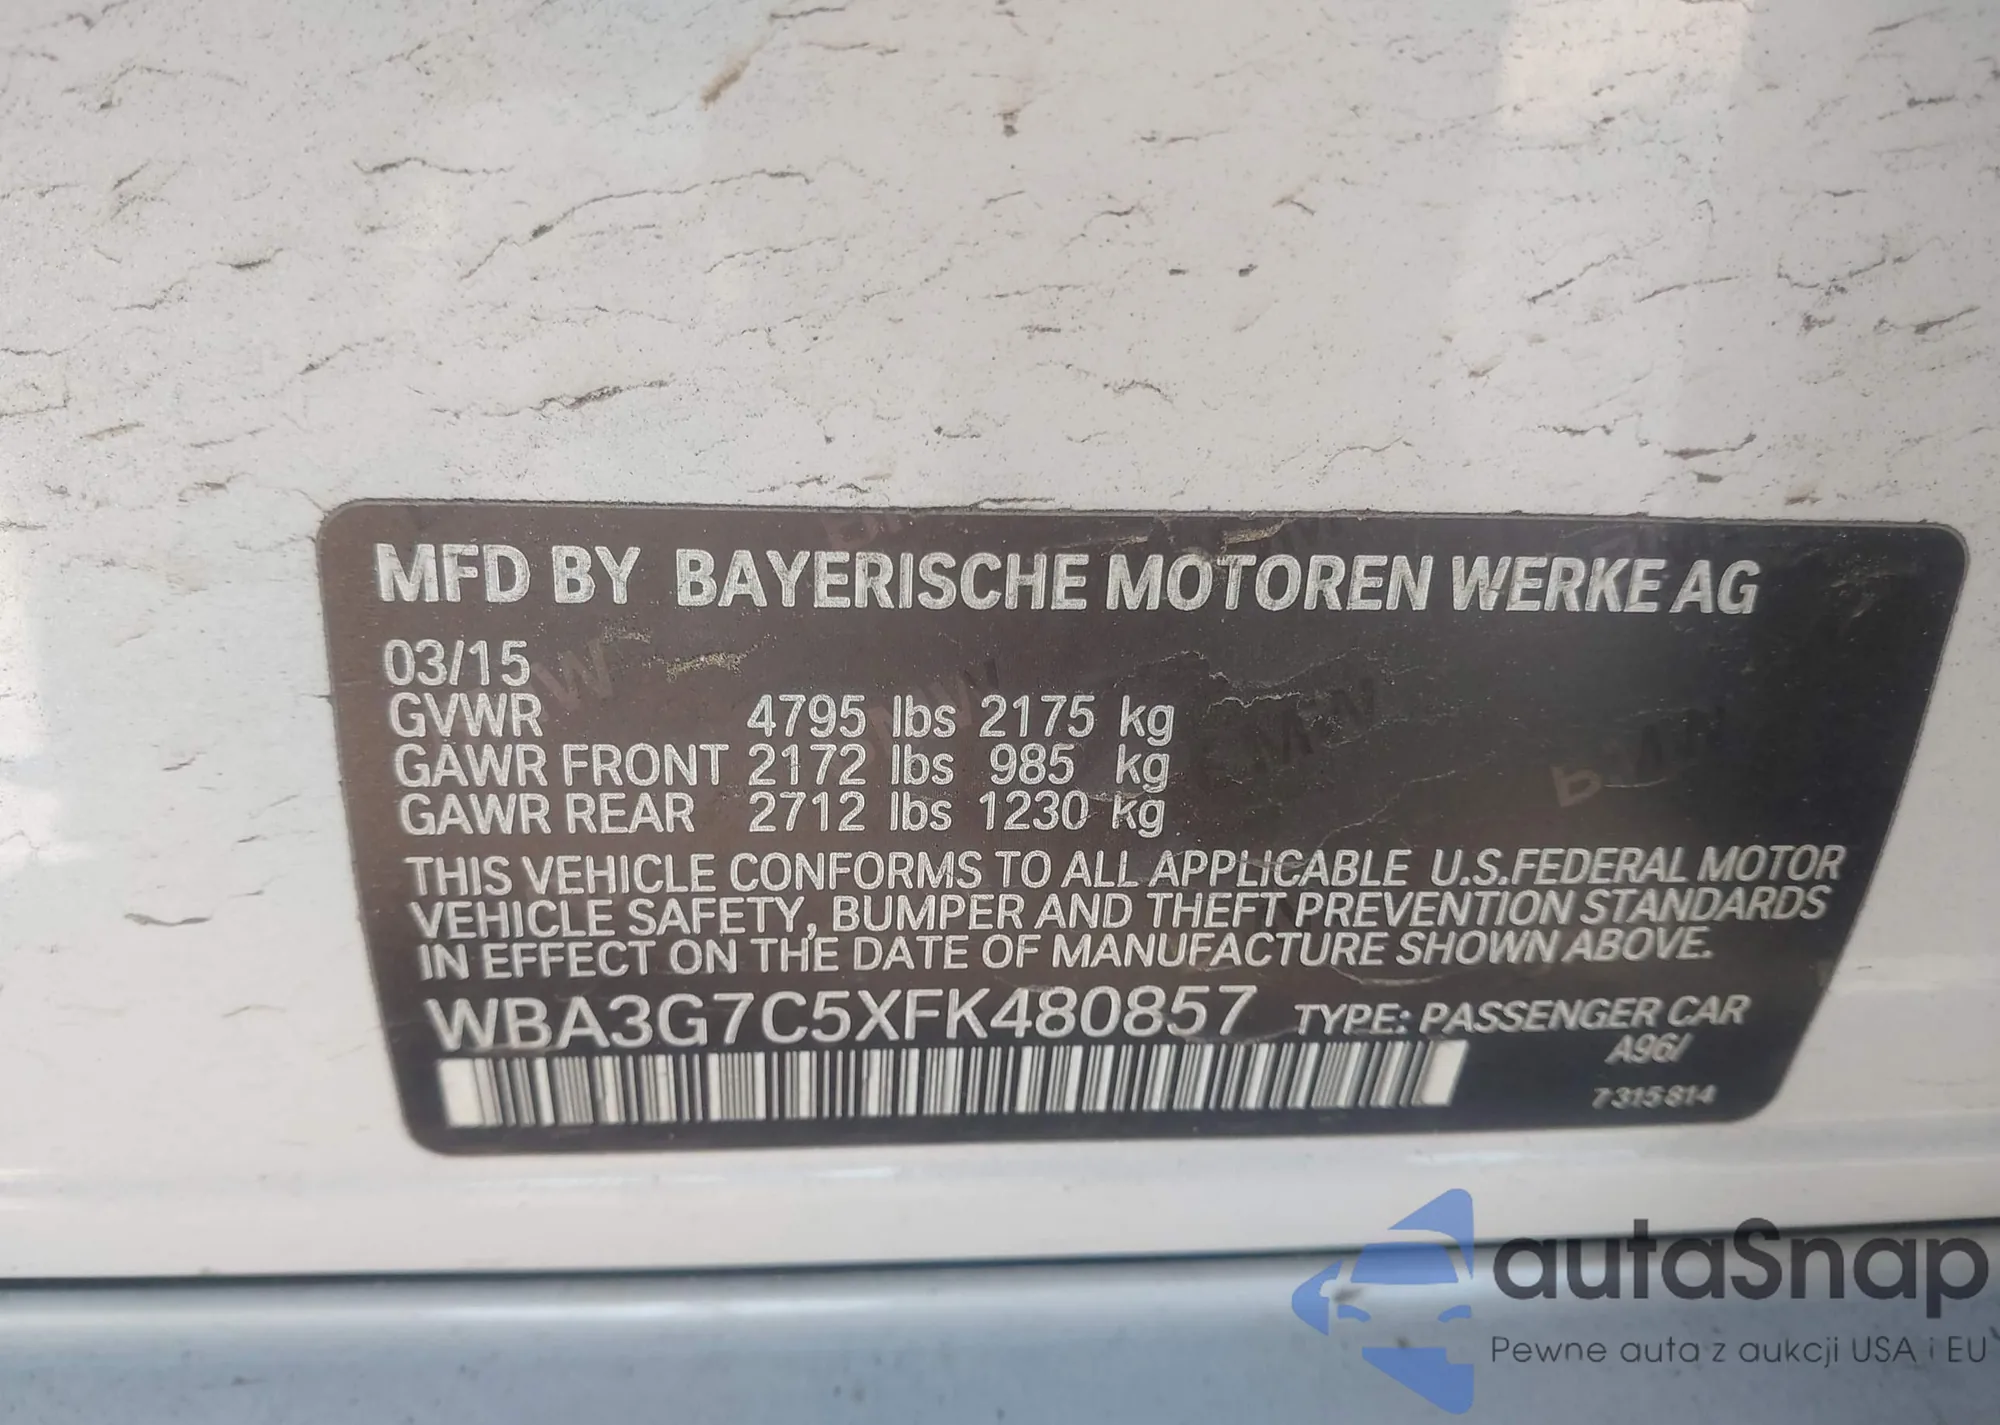 MFD BY BAYERISCHE MOTOREN WERKE AG
03/15
GVWR 4795 lbs 2175 kg
GAWR FRONT 2172 lbs 985 kg
GAWR REAR 2712 lbs 1230 kg
THIS VEHICLE CONFORMS TO ALL APPLICABLE U.S.FEDERAL MOTOR
VEHICLE SAFETY, BUMPER AND THEFT PREVENTION STANDARDS
IN EFFECT ON THE DATE OF MANUFACTURE SHOWN ABOVE.
WBA3G7C5XFK480857 TYPE: PASSENGER CAR
A96/
7 315 814
autaSnap
Pewne auta z aukcji USA i EU